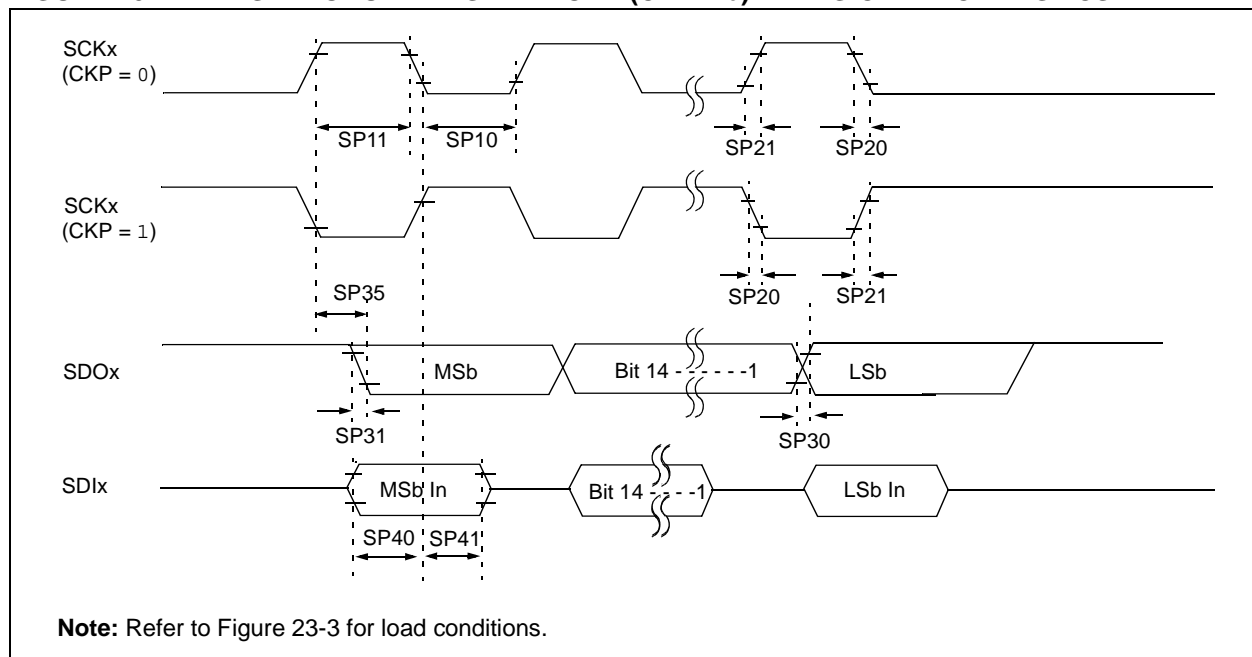 SCKx
(CKP = 0)
SP11
SP10
SP21
SP20
SCKx
(CKP = 1)
SP35
SP20
SP21
SDOx
MSb
Bit 14 - - - - - -1
LSb
SP31
SP30
SDIx
MSb In
Bit 14 - - - - -1
LSb In
SP40
SP41
Note: Refer to Figure 23-3 for load conditions.